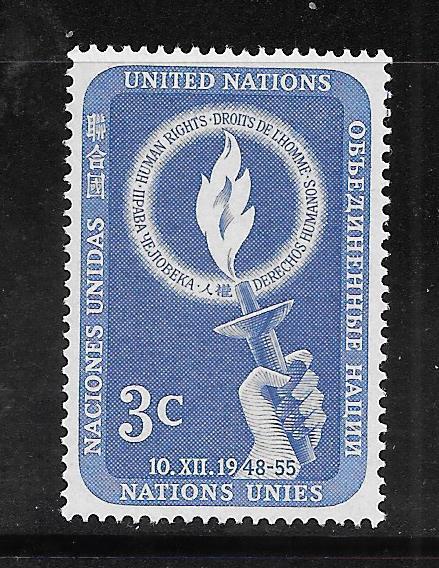 UNITED NATIONS
聯合國
NACIONES UNIDAS
ОБЪЕДИНЕННЫЕ НАЦИИ
· HUMAN RIGHTS · DROITS DE L'HOMME · DERECHOS HUMANOS · 人權 · ПРАВА ЧЕЛОВЕКА
3c
10. XII. 1948-55
NATIONS UNIES